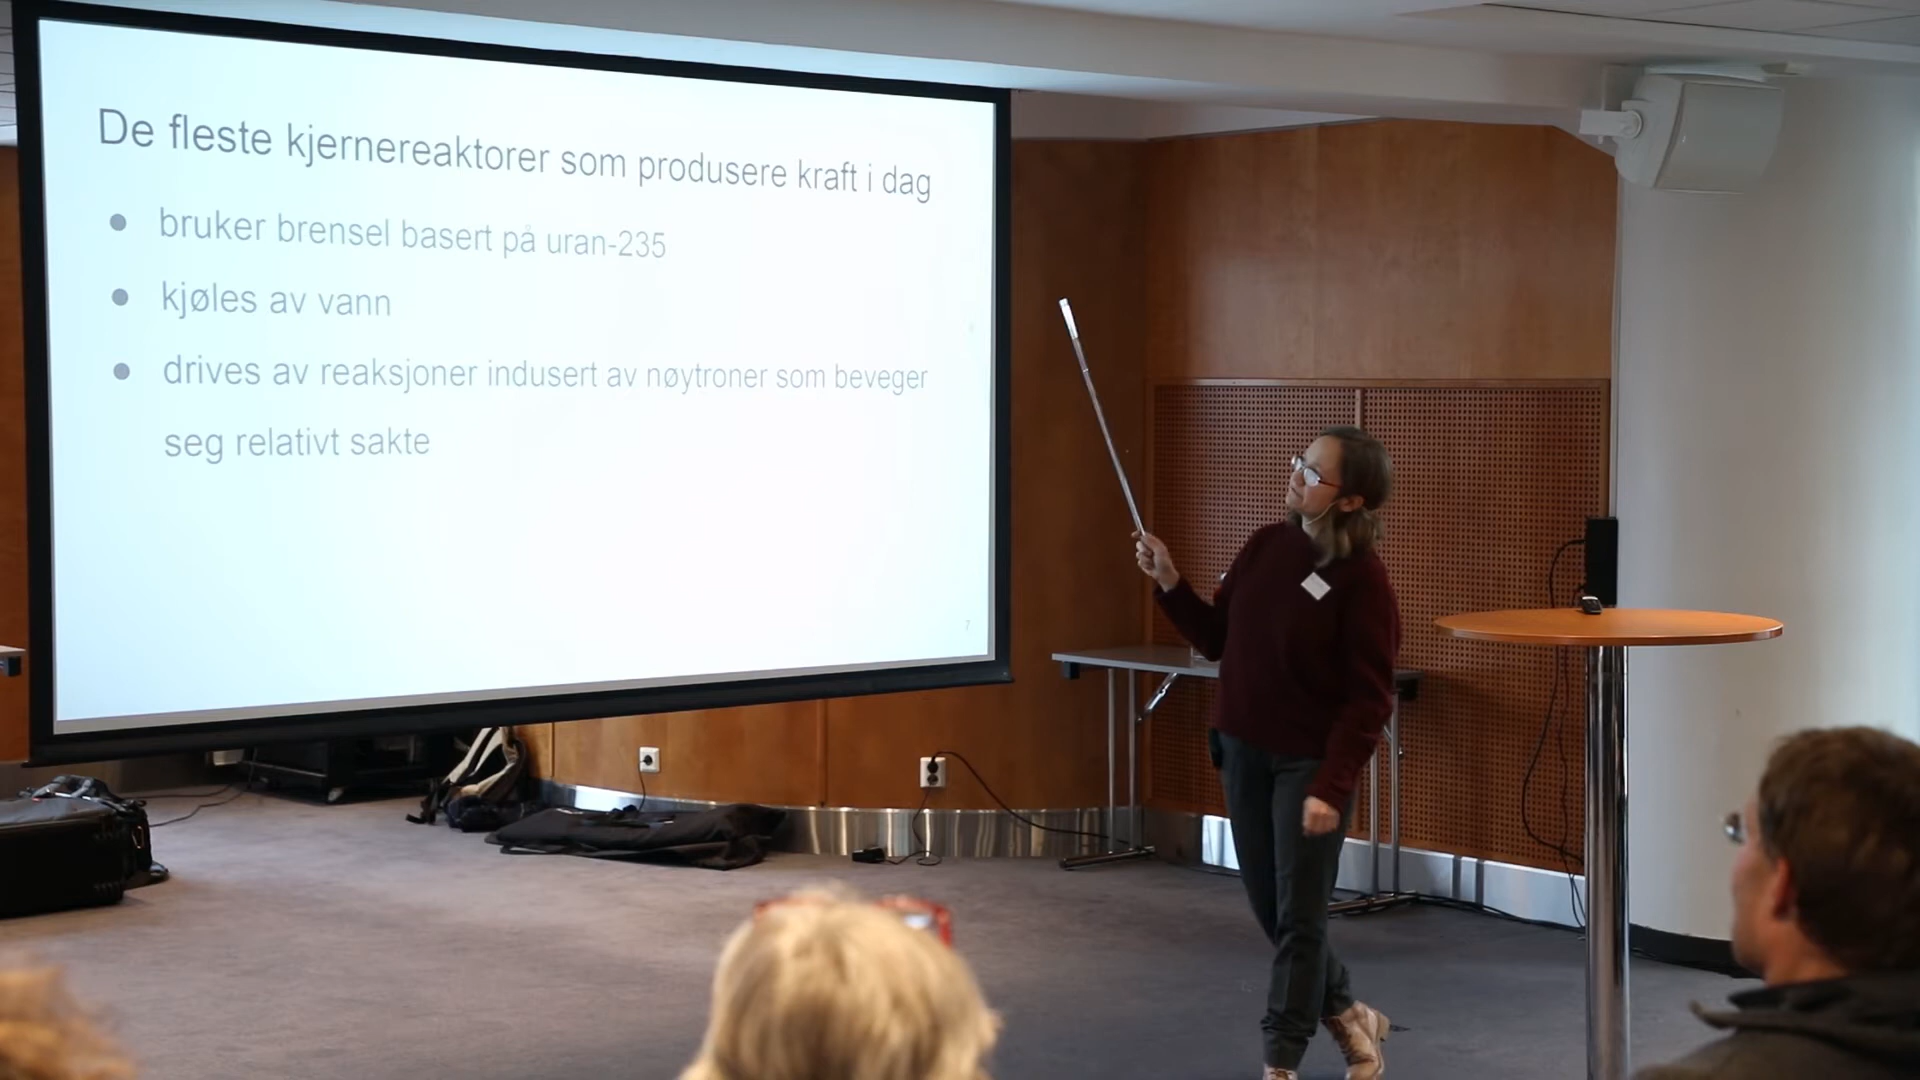 De fleste kjernereaktorer som produsere kraft i dag
● bruker brensel basert på uran-235
● kjøles av vann
● drives av reaksjoner indusert av nøytroner som beveger
seg relativt sakte
7